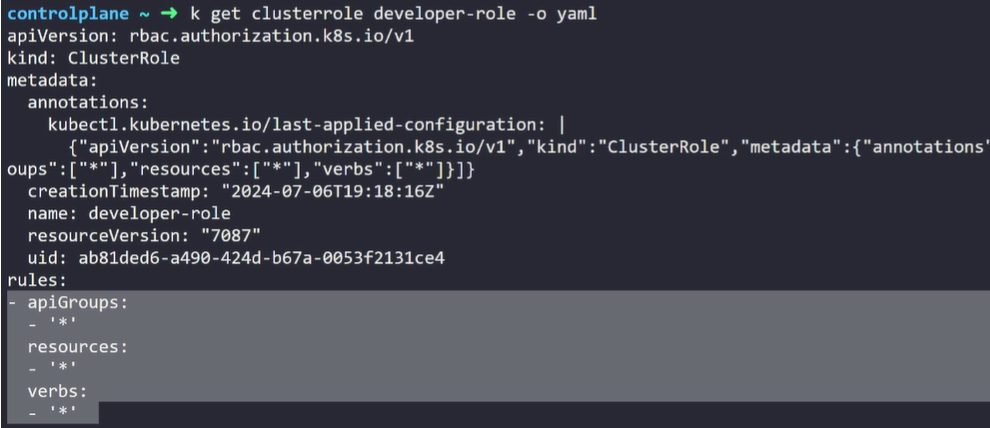 controlplane ~ ➜ k get clusterrole developer-role -o yaml
apiVersion: rbac.authorization.k8s.io/v1
kind: ClusterRole
metadata:
  annotations:
    kubectl.kubernetes.io/last-applied-configuration: |
      {"apiVersion":"rbac.authorization.k8s.io/v1","kind":"ClusterRole","metadata":{"annotations"
oups":["*"],"resources":["*"],"verbs":["*"]}]}
  creationTimestamp: "2024-07-06T19:18:16Z"
  name: developer-role
  resourceVersion: "7087"
  uid: ab81ded6-a490-424d-b67a-0053f2131ce4
rules:
- apiGroups:
  - '*'
  resources:
  - '*'
  verbs:
  - '*'